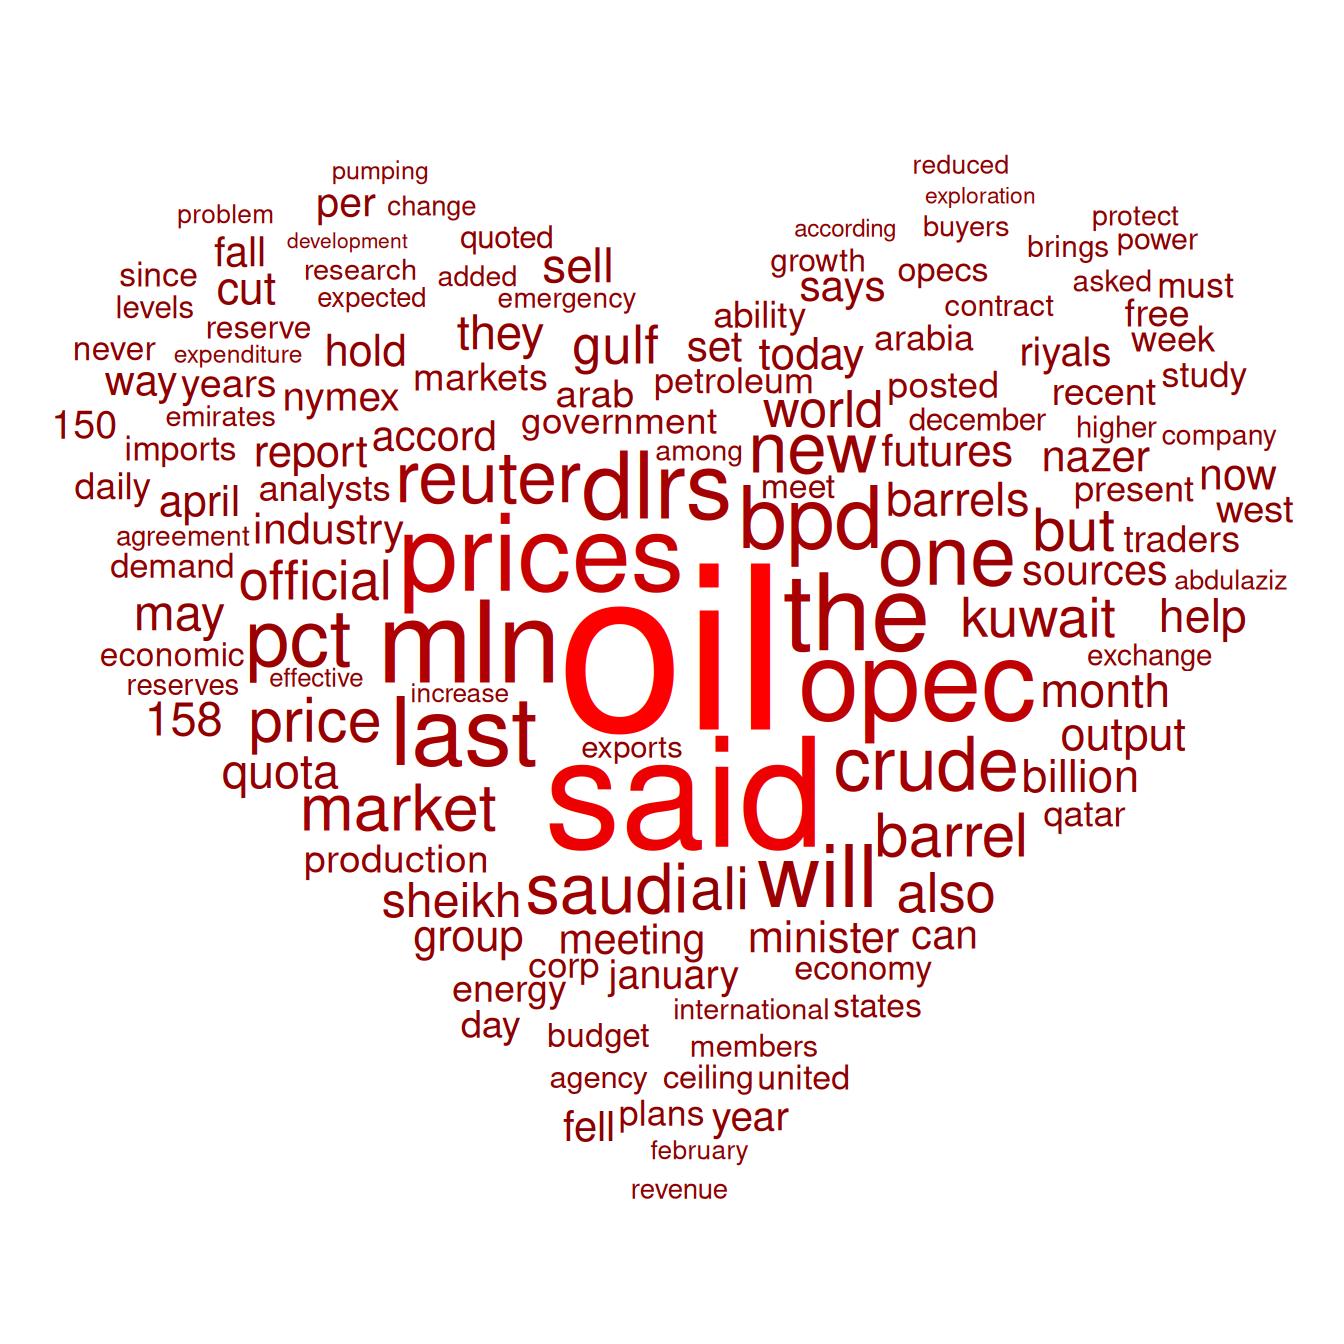 pumping
reduced
exploration
per change
problem
according buyers
protect
fall development quoted
brings power
since research added sell
growth opecs
asked must
levels cut expected emergency
says contract
free
reserve
they gulf ability
arabia
week
never expenditure hold
set today
riyals
study
way years nymex markets arab petroleum
posted recent
150 emirates
government world december
higher company
imports report accord
among new futures nazer
daily april analysts reuter dlrs
meet barrels present now
west
agreement industry prices bpd
one but traders
demand official
sources abdulaziz
may
oil the
kuwait help
economic pct mln
exchange
reserves effective increase
opec month
158 price last
exports
output
quota
said crude billion
market
barrel qatar
production
sheikh saudi ali will also
group meeting minister can
energy corp january economy
day
international states
budget
members
agency ceiling united
fell plans year
february
revenue